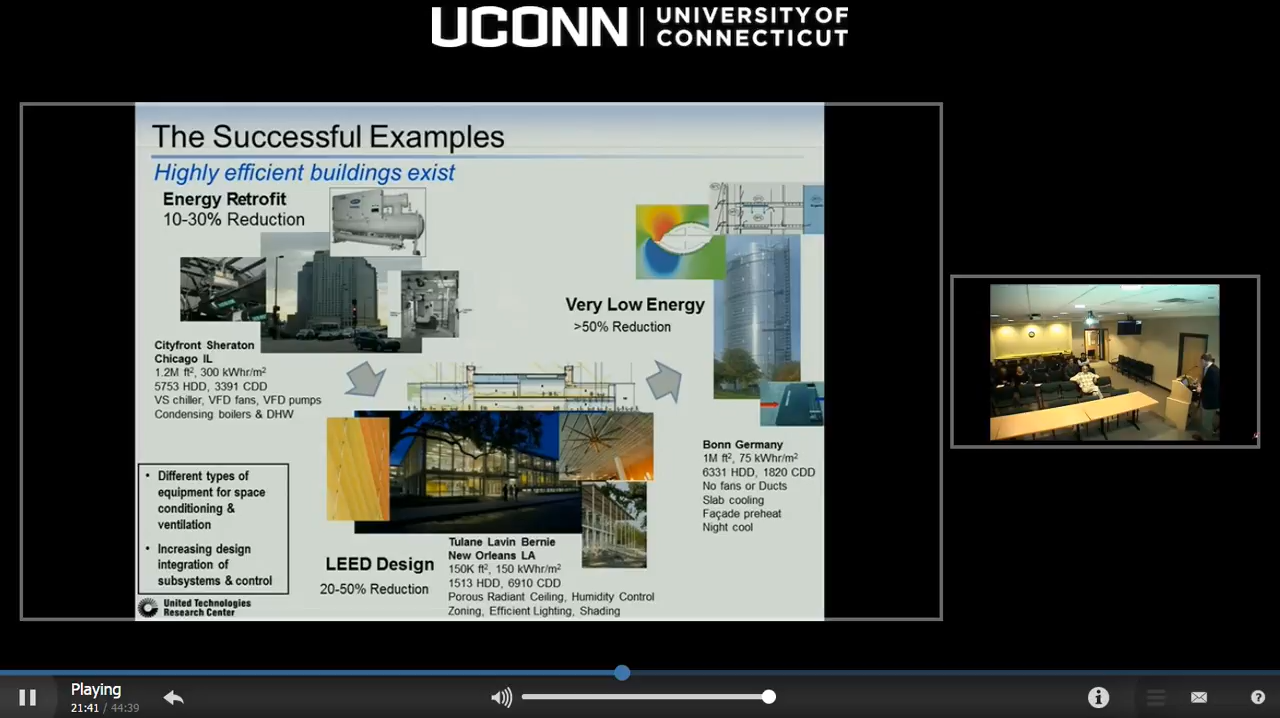 UCONN
UNIVERSITY OF
CONNECTICUT
The Successful Examples
Highly efficient buildings exist
Energy Retrofit
10-30% Reduction
Cityfront Sheraton
Chicago IL
1.2M ft², 300 kWhr/m²
5753 HDD, 3391 CDD
VS chiller, VFD fans, VFD pumps
Condensing boilers & DHW
Very Low Energy
>50% Reduction
Bonn Germany
1M ft², 75 kWhr/m²
6331 HDD, 1820 CDD
No fans or Ducts
Slab cooling
Façade preheat
Night cool
• Different types of
equipment for space
conditioning &
ventilation
• Increasing design
integration of
subsystems & control
LEED Design
20-50% Reduction
Tulane Lavin Bernie
New Orleans LA
150K ft², 150 kWhr/m²
1513 HDD, 6910 CDD
Porous Radiant Ceiling, Humidity Control
Zoning, Efficient Lighting, Shading
United Technologies
Research Center
Playing
21:41 / 44:39